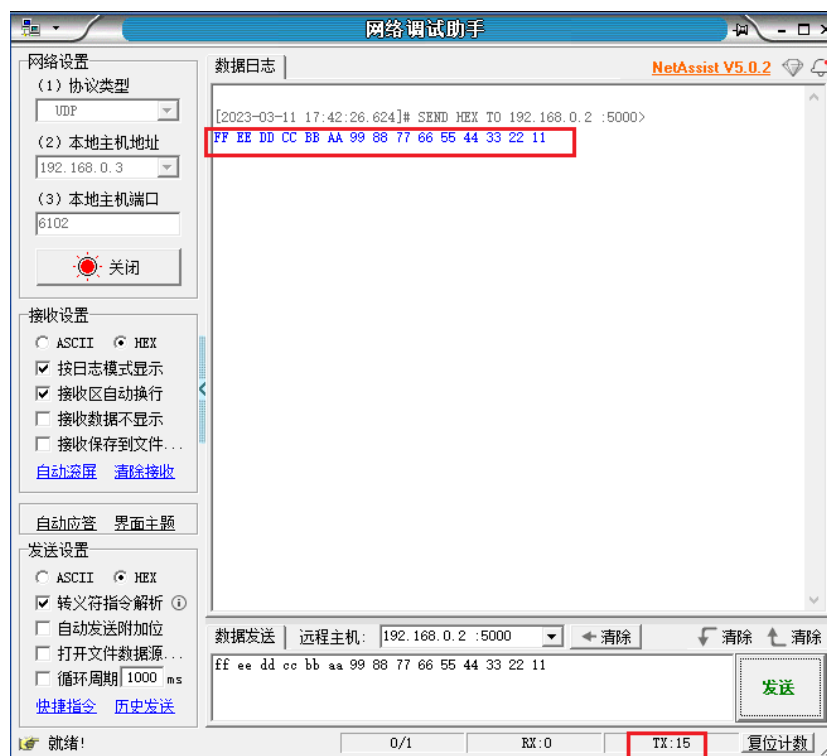 网络调试助手
网络设置
(1) 协议类型
UDP
(2) 本地主机地址
192.168.0.3
(3) 本地主机端口
6102
关闭
接收设置
ASCII HEX
按日志模式显示
接收区自动换行
接收数据不显示
接收保存到文件...
自动滚屏 清除接收
自动应答 界面主题
发送设置
ASCII HEX
转义符指令解析
自动发送附加位
打开文件数据源...
循环周期 1000 ms
快捷指令 历史发送
数据日志 NetAssist V5.0.2
[2023-03-11 17:42:26.624]# SEND HEX TO 192.168.0.2 :5000>
FF EE DD CC BB AA 99 88 77 66 55 44 33 22 11
数据发送 远程主机: 192.168.0.2 :5000 清除 清除 清除
ff ee dd cc bb aa 99 88 77 66 55 44 33 22 11
发送
就绪! 0/1 RX:0 TX:15 复位计数